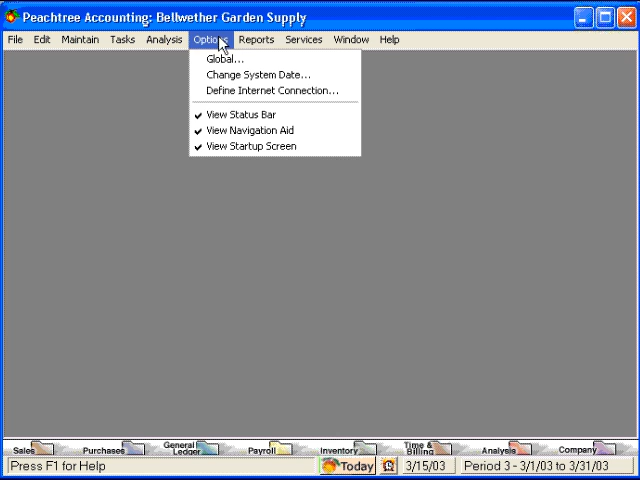 Peachtree Accounting: Bellwether Garden Supply
File Edit Maintain Tasks Analysis Options Reports Services Window Help
Global...
Change System Date...
Define Internet Connection...
View Status Bar
View Navigation Aid
View Startup Screen
Sales Purchases General Ledger Payroll Inventory Time & Billing Analysis Company
Press F1 for Help Today 3/15/03 Period 3 - 3/1/03 to 3/31/03